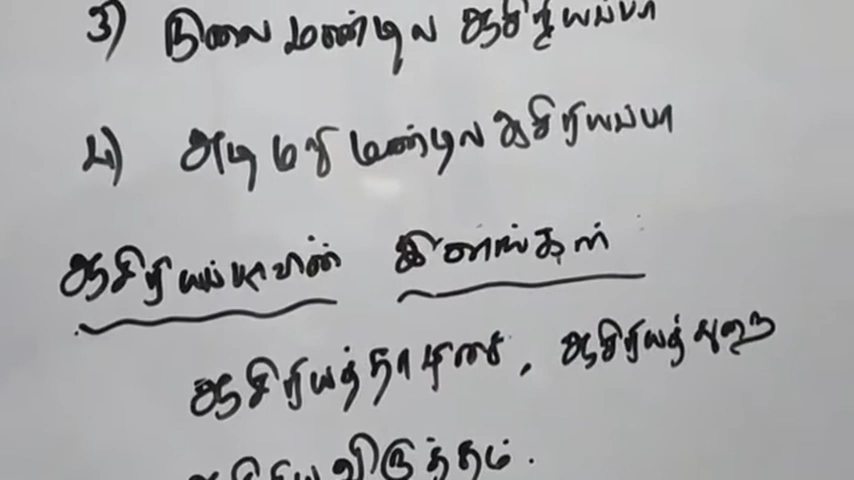 3) நிலை மண்டில ஆசிரியப்பா
4) அடி மறி மண்டில ஆசிரியப்பா
ஆசிரியப்பாவின் இனங்கள்
ஆசிரியத்தாழிசை, ஆசிரியத்துறை
ஆசிரிய விருத்தம்.